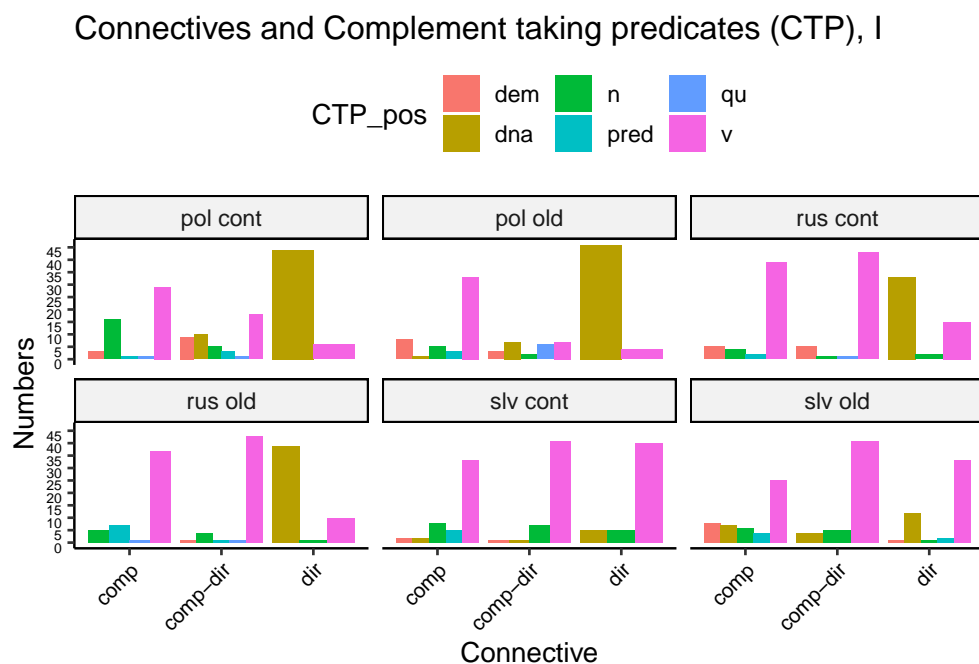 Connectives and Complement taking predicates (CTP), I
CTP_pos
dem n qu
dna pred v
pol cont pol old rus cont
45
40
35
30
25
20
15
10
5
0
rus old slv cont slv old
45
40
35
30
25
20
15
10
5
0
Numbers
comp comp-dir dir comp comp-dir dir comp comp-dir dir
Connective